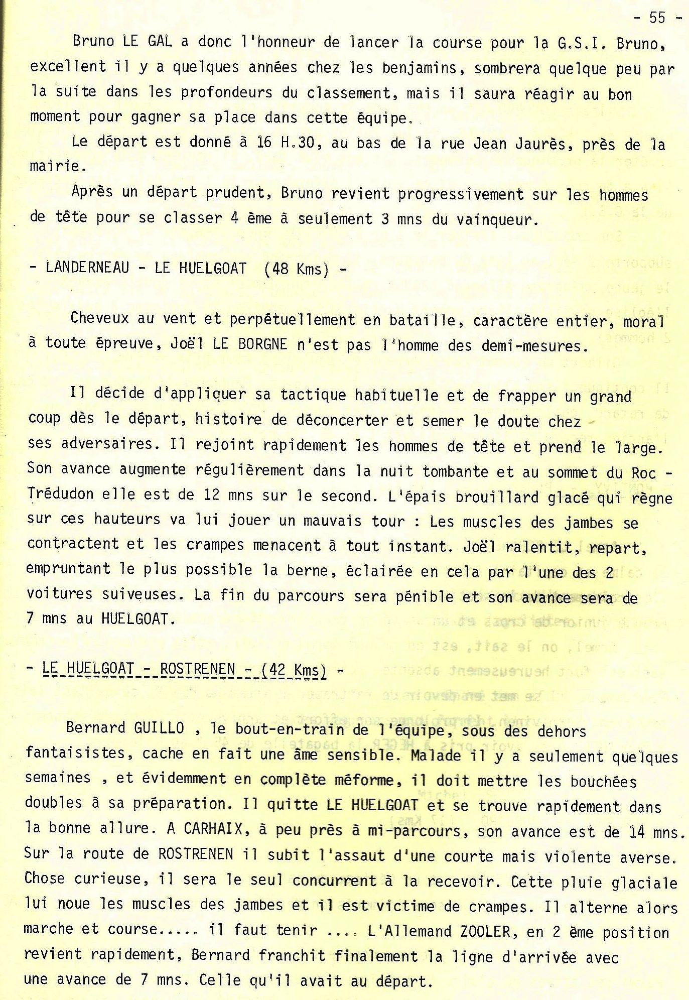 - 55 -
Bruno LE GAL a donc l'honneur de lancer la course pour la G.S.I. Bruno,
excellent il y a quelques années chez les benjamins, sombrera quelque peu par
la suite dans les profondeurs du classement, mais il saura réagir au bon
moment pour gagner sa place dans cette équipe.
Le départ est donné à 16 H.30, au bas de la rue Jean Jaurès, près de la
mairie.
Après un départ prudent, Bruno revient progressivement sur les hommes
de tête pour se classer 4 ème à seulement 3 mns du vainqueur.
- LANDERNEAU - LE HUELGOAT (48 Kms) -
Cheveux au vent et perpétuellement en bataille, caractère entier, moral
à toute épreuve, Joël LE BORGNE n'est pas l'homme des demi-mesures.
Il décide d'appliquer sa tactique habituelle et de frapper un grand
coup dès le départ, histoire de déconcerter et semer le doute chez
ses adversaires. Il rejoint rapidement les hommes de tête et prend le large.
Son avance augmente régulièrement dans la nuit tombante et au sommet du Roc -
Trédudon elle est de 12 mns sur le second. L'épais brouillard glacé qui règne
sur ces hauteurs va lui jouer un mauvais tour : Les muscles des jambes se
contractent et les crampes menacent à tout instant. Joël ralentit, repart,
empruntant le plus possible la berne, éclairée en cela par l'une des 2
voitures suiveuses. La fin du parcours sera pénible et son avance sera de
7 mns au HUELGOAT.
- LE HUELGOAT - ROSTRENEN - (42 Kms) -
Bernard GUILLO , le bout-en-train de l'équipe, sous des dehors
fantaisistes, cache en fait une âme sensible. Malade il y a seulement quelques
semaines , et évidemment en complète méforme, il doit mettre les bouchées
doubles à sa préparation. Il quitte LE HUELGOAT et se trouve rapidement dans
la bonne allure. A CARHAIX, à peu près à mi-parcours, son avance est de 14 mns.
Sur la route de ROSTRENEN il subit l'assaut d'une courte mais violente averse.
Chose curieuse, il sera le seul concurrent à la recevoir. Cette pluie glaciale
lui noue les muscles des jambes et il est victime de crampes. Il alterne alors
marche et course..... il faut tenir .... L'Allemand ZOOLER, en 2 ème position
revient rapidement, Bernard franchit finalement la ligne d'arrivée avec
une avance de 7 mns. Celle qu'il avait au départ.